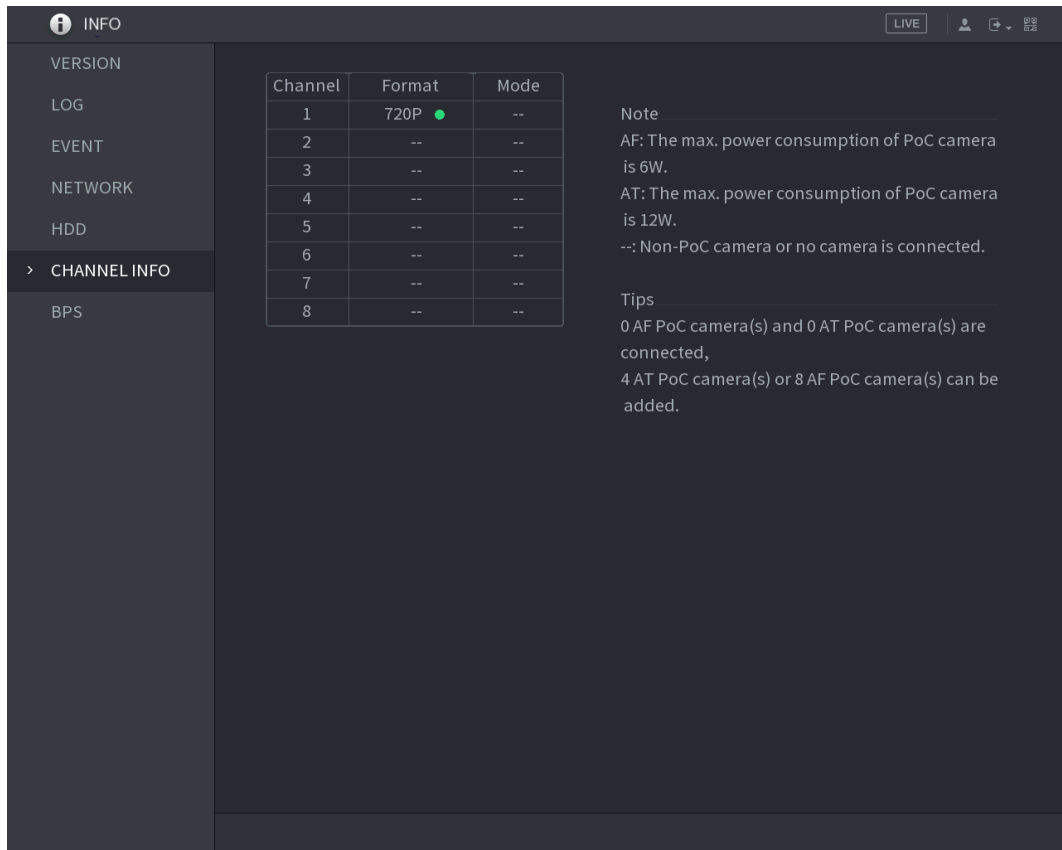 INFO
LIVE
VERSION
LOG
EVENT
NETWORK
HDD
CHANNEL INFO
BPS
Channel Format Mode
1 720P --
2 -- --
3 -- --
4 -- --
5 -- --
6 -- --
7 -- --
8 -- --
Note
AF: The max. power consumption of PoC camera
is 6W.
AT: The max. power consumption of PoC camera
is 12W.
--: Non-PoC camera or no camera is connected.
Tips
0 AF PoC camera(s) and 0 AT PoC camera(s) are
connected,
4 AT PoC camera(s) or 8 AF PoC camera(s) can be
added.